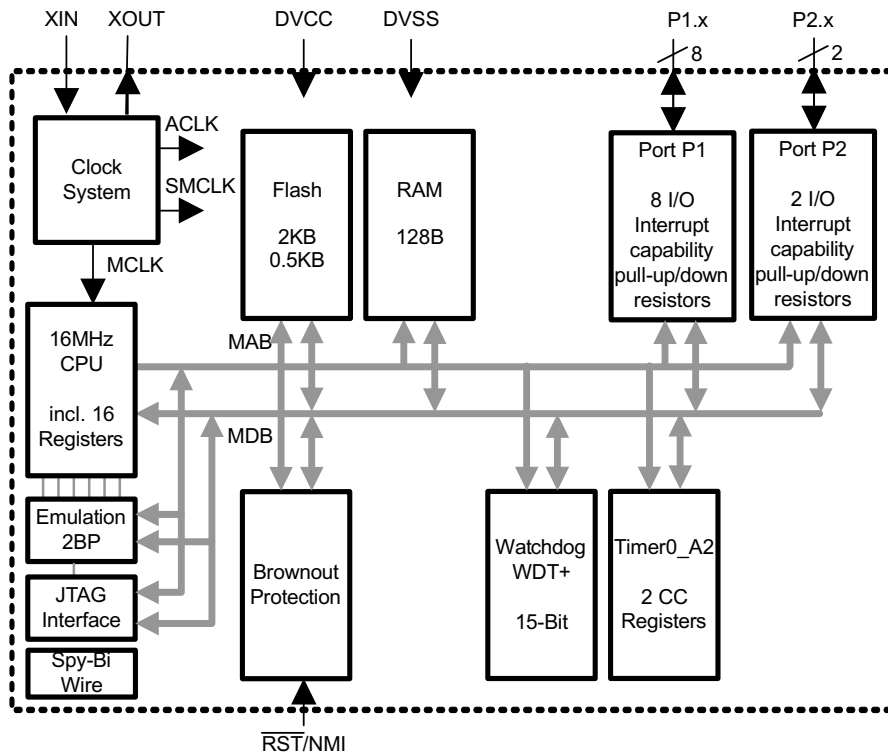 XIN
XOUT
DVCC
DVSS
P1.x
P2.x
8
2
Clock
System
ACLK
SMCLK
MCLK
Flash
2KB
0.5KB
RAM
128B
Port P1
8 I/O
Interrupt
capability
pull-up/down
resistors
Port P2
2 I/O
Interrupt
capability
pull-up/down
resistors
16MHz
CPU
incl. 16
Registers
MAB
MDB
Emulation
2BP
JTAG
Interface
Spy-Bi
Wire
Brownout
Protection
Watchdog
WDT+
15-Bit
Timer0_A2
2 CC
Registers
RST/NMI